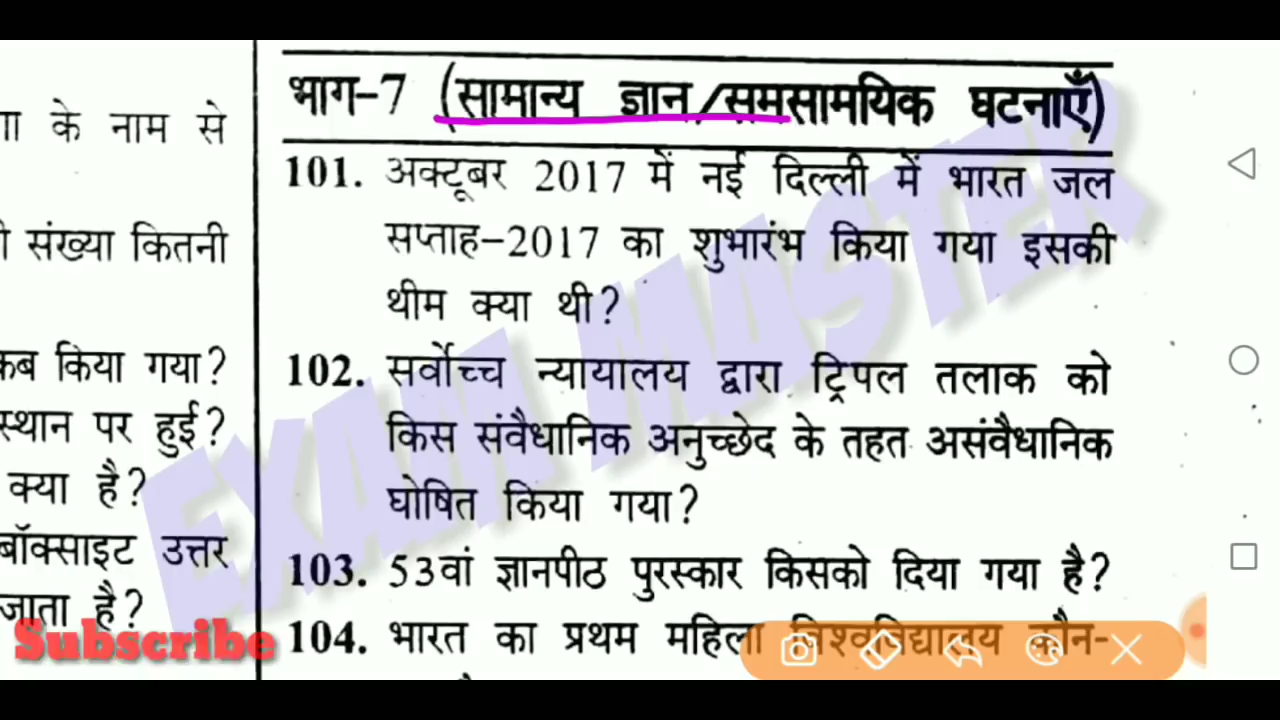 भाग-7 (सामान्य ज्ञान/समसामयिक घटनाएँ)
के नाम से
संख्या कितनी
कब किया गया?
स्थान पर हुई?
क्या है?
बॉक्साइट उत्तर
जाता है?
101. अक्टूबर 2017 में नई दिल्ली में भारत जल
सप्ताह-2017 का शुभारंभ किया गया इसकी
थीम क्या थी?
102. सर्वोच्च न्यायालय द्वारा ट्रिपल तलाक को
किस संवैधानिक अनुच्छेद के तहत असंवैधानिक
घोषित किया गया?
103. 53वां ज्ञानपीठ पुरस्कार किसको दिया गया है?
104. भारत का प्रथम महिला विश्वविद्यालय कौन-
EXAM MASTER
Subscribe